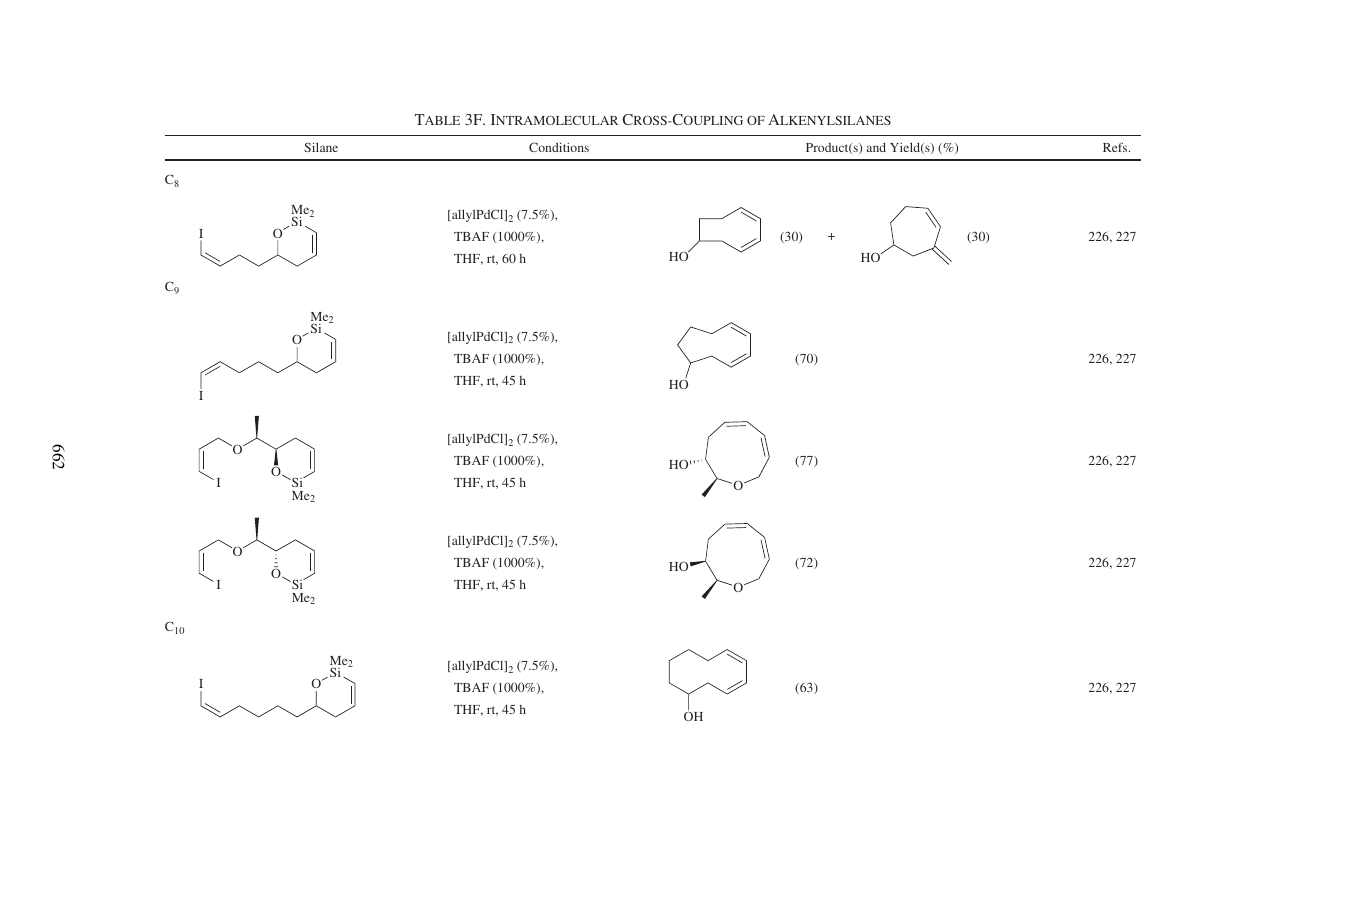 TABLE 3F. INTRAMOLECULAR CROSS-COUPLING OF ALKENYLSILANES
Silane Conditions Product(s) and Yield(s) (%) Refs.
C8
Me2
Si
O
I
[allylPdCl]2 (7.5%),
TBAF (1000%),
THF, rt, 60 h
HO
(30)
+
HO
(30)
226, 227
C9
Me2
Si
O
I
[allylPdCl]2 (7.5%),
TBAF (1000%),
THF, rt, 45 h
HO
(70)
226, 227
O
O
I
Si
Me2
[allylPdCl]2 (7.5%),
TBAF (1000%),
THF, rt, 45 h
HO
O
(77)
226, 227
O
O
I
Si
Me2
[allylPdCl]2 (7.5%),
TBAF (1000%),
THF, rt, 45 h
HO
O
(72)
226, 227
C10
Me2
Si
O
I
[allylPdCl]2 (7.5%),
TBAF (1000%),
THF, rt, 45 h
OH
(63)
226, 227
662